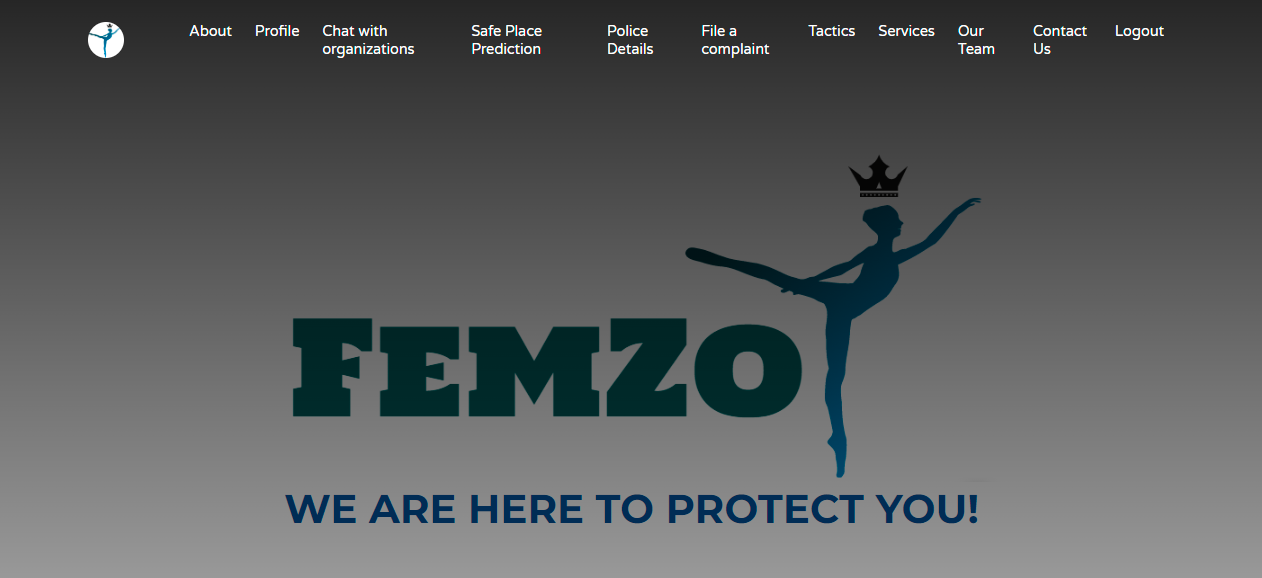 About Profile Chat with Safe Place Police File a Tactics Services Our Contact Logout
organizations Prediction Details complaint Team Us
FEMZO
WE ARE HERE TO PROTECT YOU!